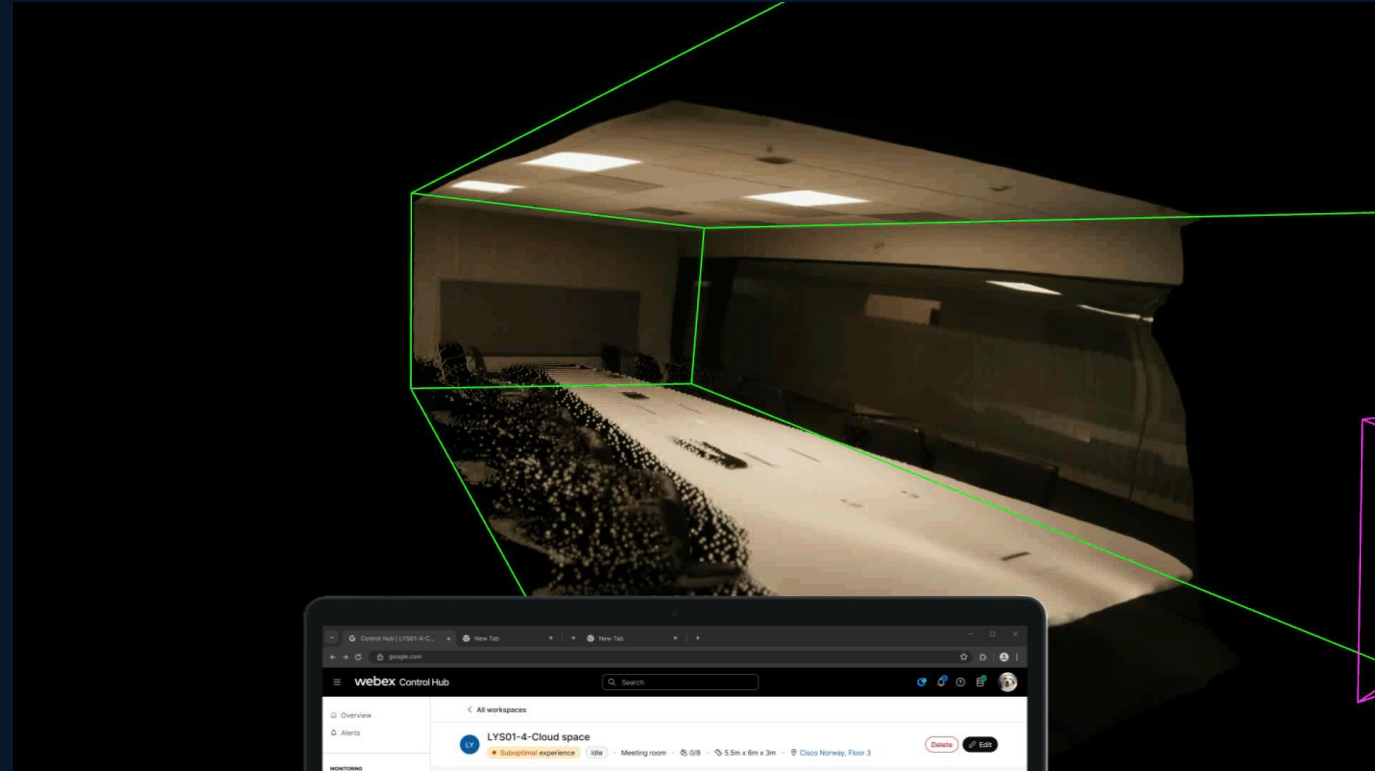 Control Hub | LYS01-4-C...
New Tab
New Tab
google.com
webex Control Hub
Search
Overview
All workspaces
Alerts
LY
LYS01-4-Cloud space
Suboptimal experience
Idle
Meeting room
0/8
5.5m x 6m x 3m
Cisco Norway, Floor 3
Delete
Edit
MONITORING